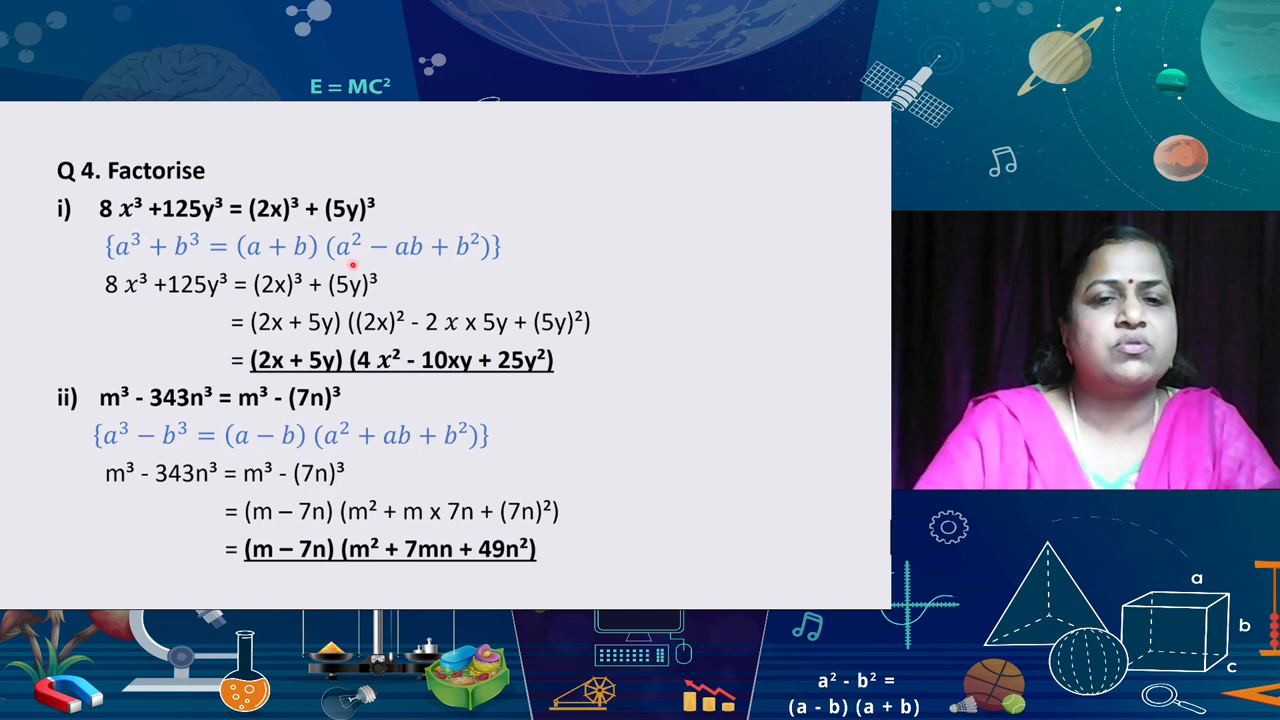 E = MC²
Q 4. Factorise
i) 8 𝑥³ +125y³ = (2x)³ + (5y)³
{𝑎³ + 𝑏³ = (𝑎 + 𝑏) (𝑎² − 𝑎𝑏 + 𝑏²)}
8 𝑥³ +125y³ = (2x)³ + (5y)³
= (2x + 5y) ((2x)² - 2 𝑥 x 5y + (5y)²)
= (2x + 5y) (4 𝑥² - 10xy + 25y²)
ii) m³ - 343n³ = m³ - (7n)³
{𝑎³ − 𝑏³ = (𝑎 − 𝑏) (𝑎² + 𝑎𝑏 + 𝑏²)}
m³ - 343n³ = m³ - (7n)³
= (m – 7n) (m² + m x 7n + (7n)²)
= (m – 7n) (m² + 7mn + 49n²)
a
b
c
a² - b² =
(a - b) (a + b)